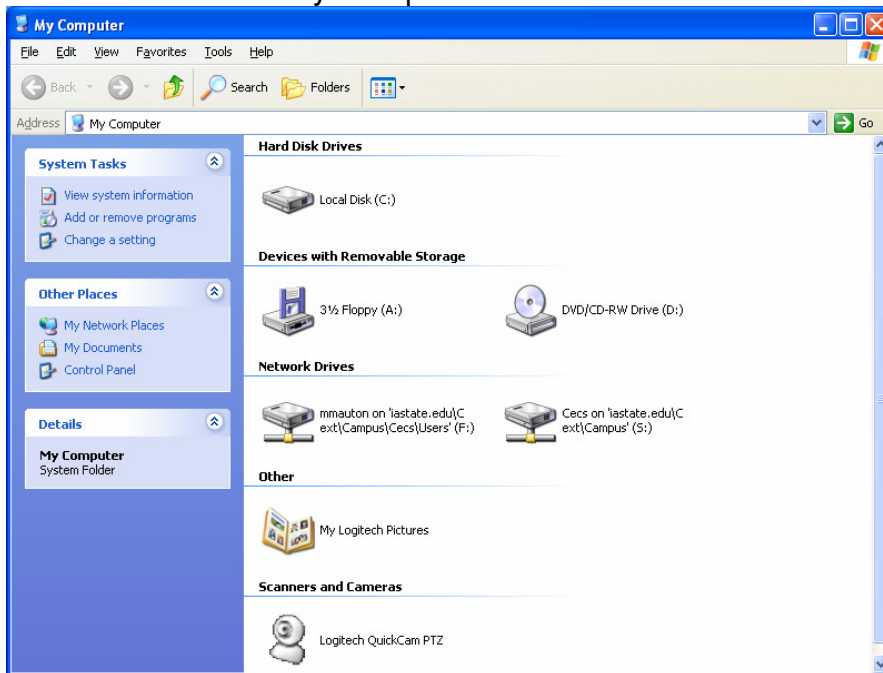 My Computer
File Edit View Favorites Tools Help
Back Search Folders
Address My Computer Go
System Tasks
View system information
Add or remove programs
Change a setting
Other Places
My Network Places
My Documents
Control Panel
Details
My Computer
System Folder
Hard Disk Drives
Local Disk (C:)
Devices with Removable Storage
3½ Floppy (A:)
DVD/CD-RW Drive (D:)
Network Drives
mmauton on 'iastate.edu\C
ext\Campus\Cecs\Users' (F:)
Cecs on 'iastate.edu\C
ext\Campus' (S:)
Other
My Logitech Pictures
Scanners and Cameras
Logitech QuickCam PTZ